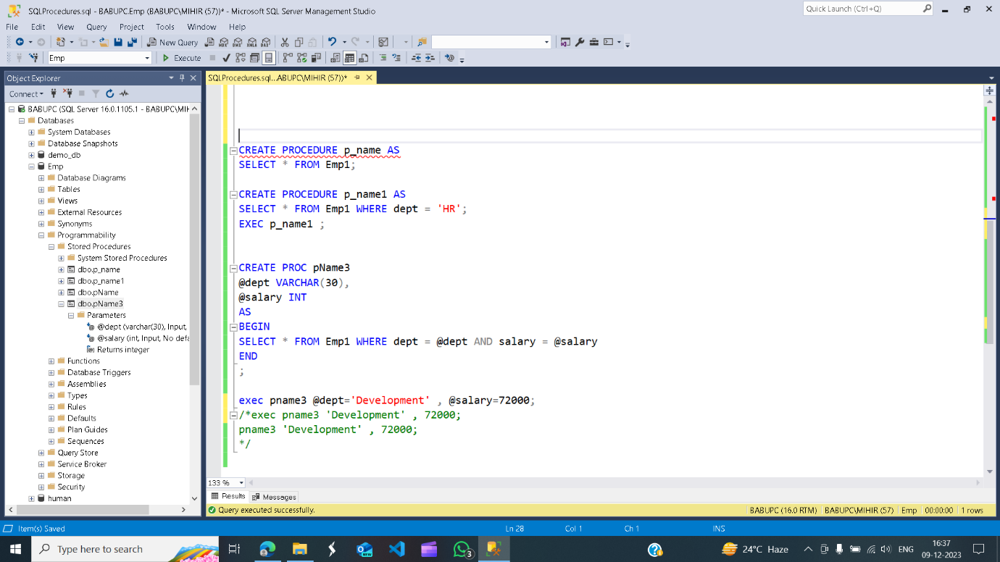 SQLProcedures.sql - BABUPC.Emp (BABUPC\MIHIR (57))* - Microsoft SQL Server Management Studio
Quick Launch (Ctrl+Q)
File Edit View Query Project Tools Window Help
New Query MDX DMX XMLA DAX
Emp Execute
Object Explorer
SQLProcedures.sql...ABUPC\MIHIR (57))*
Connect
BABUPC (SQL Server 16.0.1105.1 - BABUPC\MIH
Databases
System Databases
Database Snapshots
demo_db
Emp
Database Diagrams
Tables
Views
External Resources
Synonyms
Programmability
Stored Procedures
System Stored Procedures
dbo.p_name
dbo.p_name1
dbo.pName
dbo.pName3
Parameters
@dept (varchar(30), Input,
@salary (int, Input, No defa
Returns integer
Functions
Database Triggers
Assemblies
Types
Rules
Defaults
Plan Guides
Sequences
Query Store
Service Broker
Storage
Security
human
CREATE PROCEDURE p_name AS
SELECT * FROM Emp1;
CREATE PROCEDURE p_name1 AS
SELECT * FROM Emp1 WHERE dept = 'HR';
EXEC p_name1 ;
CREATE PROC pName3
@dept VARCHAR(30),
@salary INT
AS
BEGIN
SELECT * FROM Emp1 WHERE dept = @dept AND salary = @salary
END
;
exec pname3 @dept='Development' , @salary=72000;
/*exec pname3 'Development' , 72000;
pname3 'Development' , 72000;
*/
133 %
Results Messages
Query executed successfully. BABUPC (16.0 RTM) BABUPC\MIHIR (57) Emp 00:00:00 1 rows
Item(s) Saved Ln 28 Col 1 Ch 1 INS
Type here to search
NEW
3
24°C Haze
ENG
16:37
09-12-2023